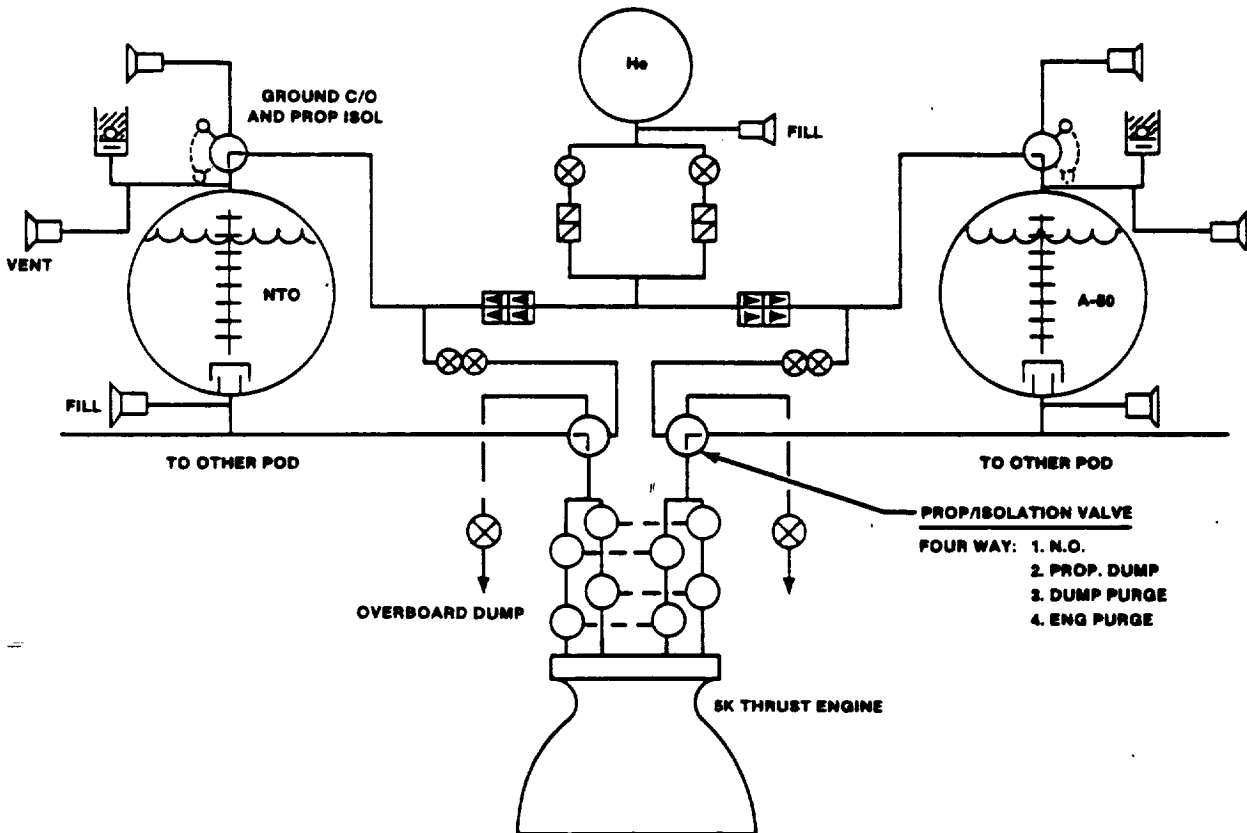 He
GROUND C/O
AND PROP ISOL
FILL
VENT
NTO
A-50
FILL
TO OTHER POD
TO OTHER POD
PROP/ISOLATION VALVE
FOUR WAY: 1. N.O.
2. PROP. DUMP
3. DUMP PURGE
4. ENG PURGE
OVERBOARD DUMP
5K THRUST ENGINE